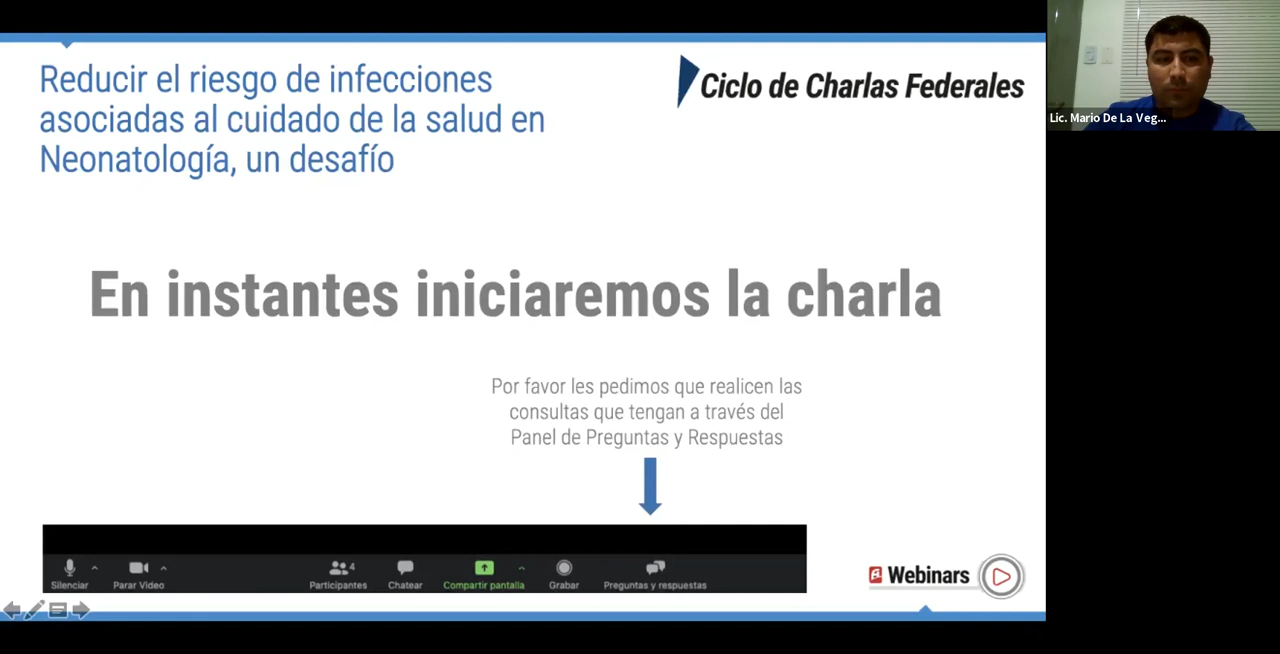 Reducir el riesgo de infecciones
asociadas al cuidado de la salud en
Neonatología, un desafío
Ciclo de Charlas Federales
Lic. Mario De La Veg...
En instantes iniciaremos la charla
Por favor les pedimos que realicen las
consultas que tengan a través del
Panel de Preguntas y Respuestas
4
Silenciar
Parar Video
Participantes
Chatear
Compartir pantalla
Grabar
Preguntas y respuestas
Webinars